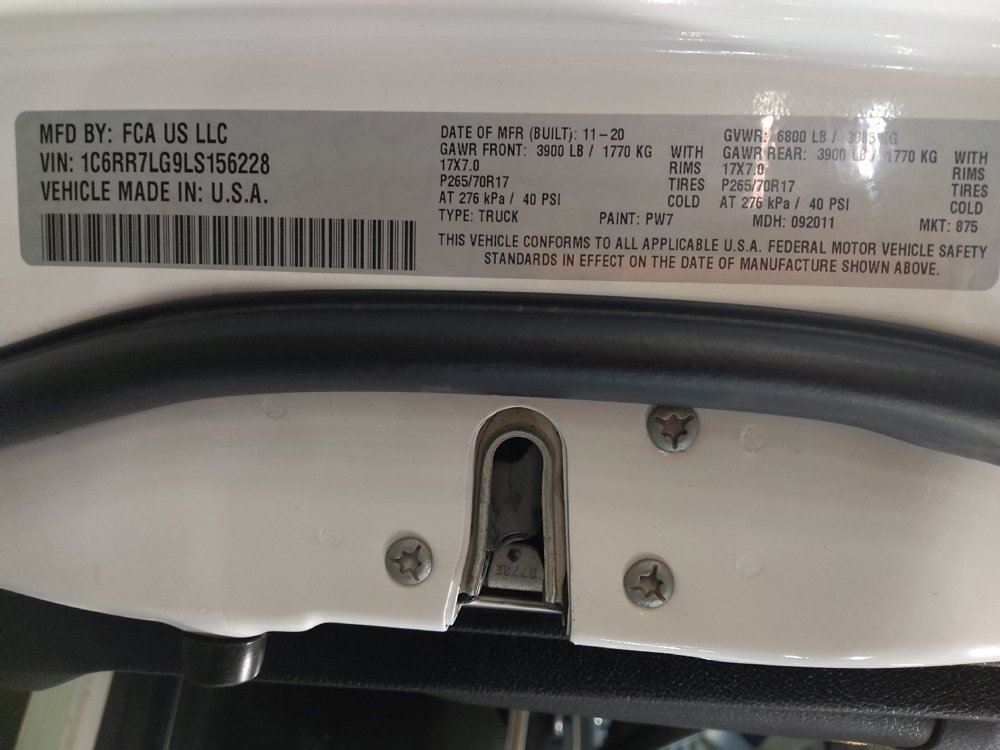 MFD BY: FCA US LLC
VIN: 1C6RR7LG9LS156228
VEHICLE MADE IN: U.S.A.
DATE OF MFR (BUILT): 11-20 GVWR: 6800 LB / 3085 KG
GAWR FRONT: 3900 LB / 1770 KG WITH GAWR REAR: 3900 LB / 1770 KG WITH
17X7.0 RIMS 17X7.0 RIMS
P265/70R17 TIRES P265/70R17 TIRES
AT 276 kPa / 40 PSI COLD AT 276 kPa / 40 PSI COLD
TYPE: TRUCK PAINT: PW7 MDH: 092011 MKT: 875
THIS VEHICLE CONFORMS TO ALL APPLICABLE U.S.A. FEDERAL MOTOR VEHICLE SAFETY
STANDARDS IN EFFECT ON THE DATE OF MANUFACTURE SHOWN ABOVE.